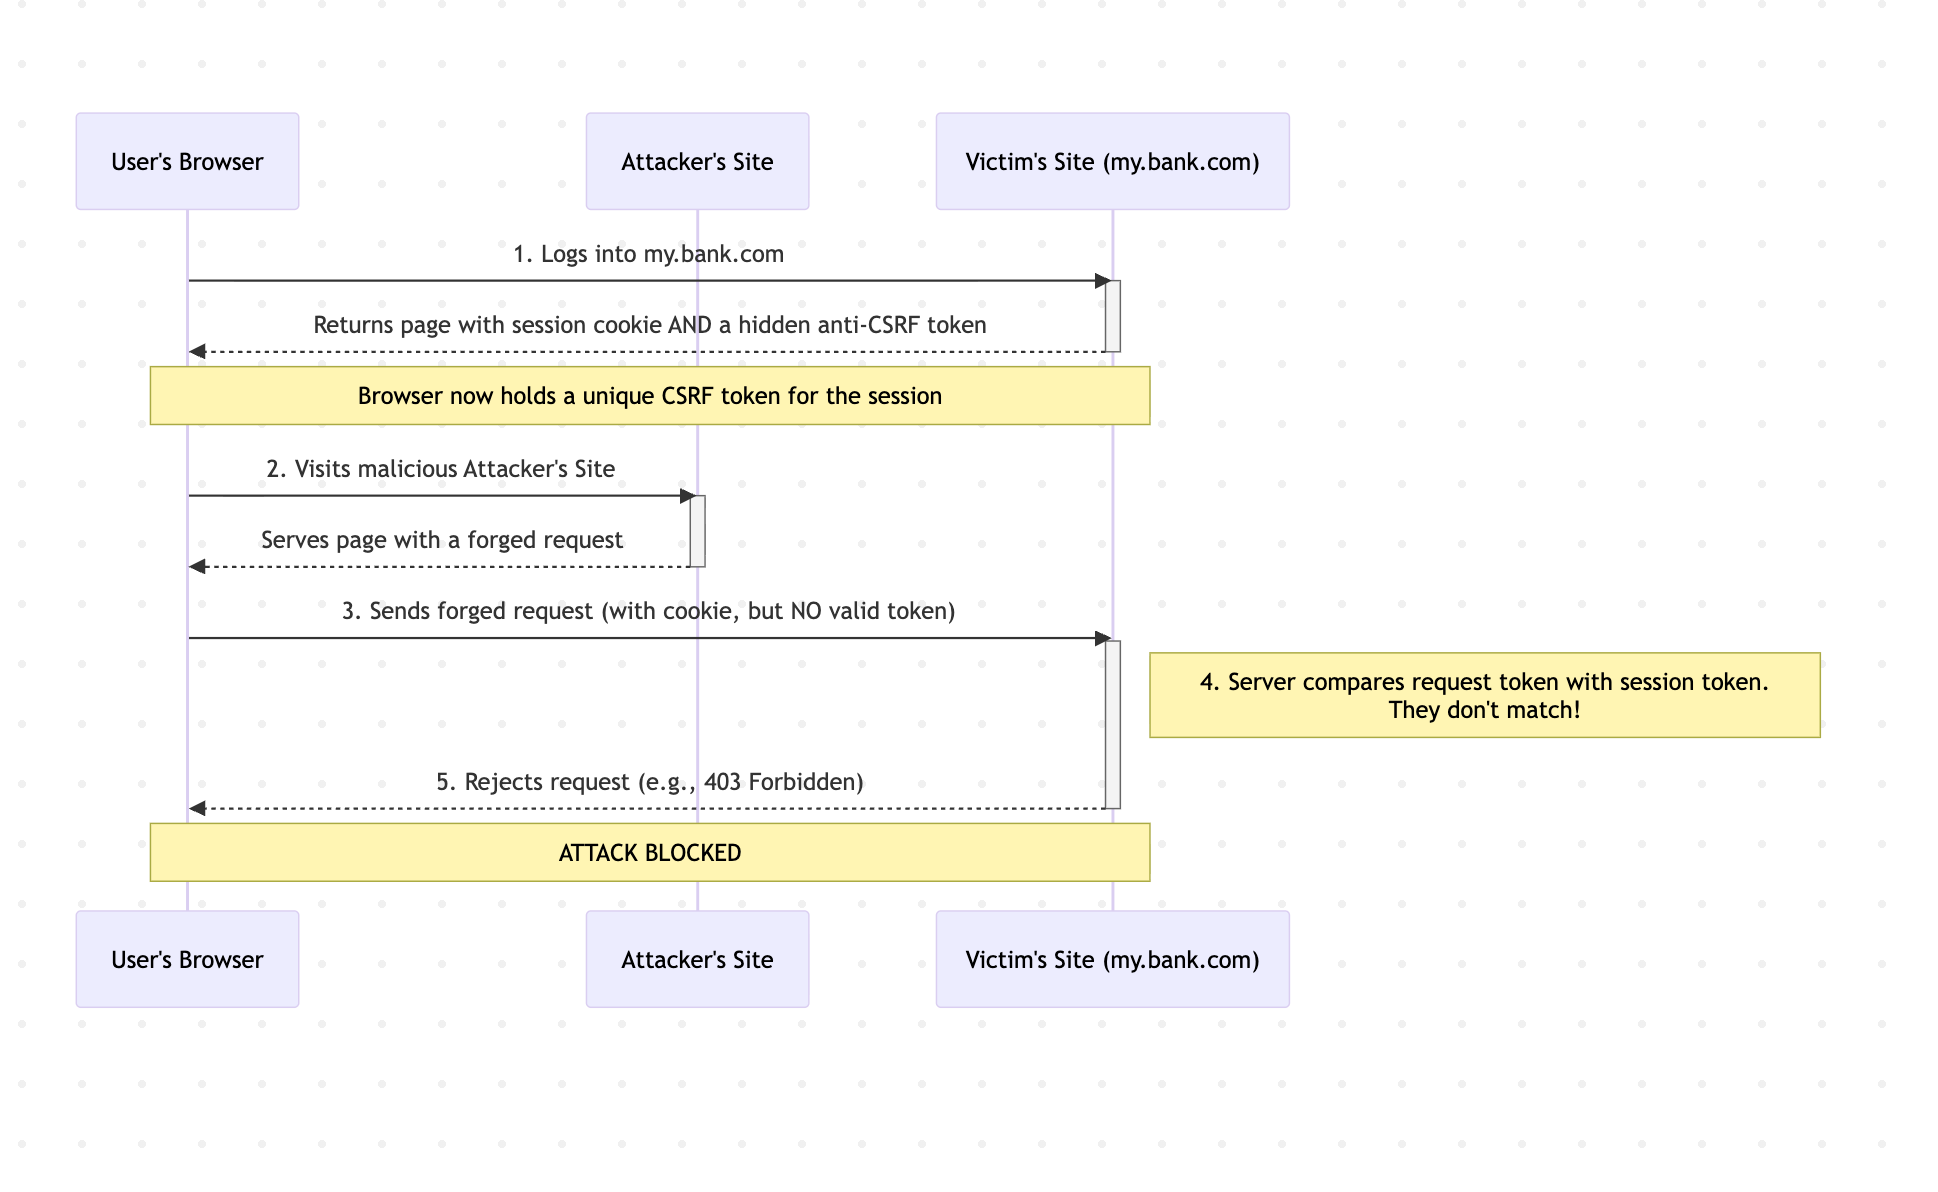 User's Browser
Attacker's Site
Victim's Site (my.bank.com)
1. Logs into my.bank.com
Returns page with session cookie AND a hidden anti-CSRF token
Browser now holds a unique CSRF token for the session
2. Visits malicious Attacker's Site
Serves page with a forged request
3. Sends forged request (with cookie, but NO valid token)
4. Server compares request token with session token.
They don't match!
5. Rejects request (e.g., 403 Forbidden)
ATTACK BLOCKED
User's Browser
Attacker's Site
Victim's Site (my.bank.com)